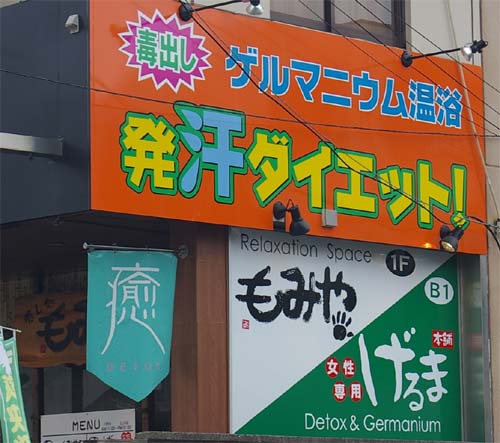 毒出し
ゲルマニウム温浴
発汗ダイエット!
Relaxation Space
1F
もみや
B1
本舗
げるま
女性
専用
Detox & Germanium
癒
DETOX
MENU